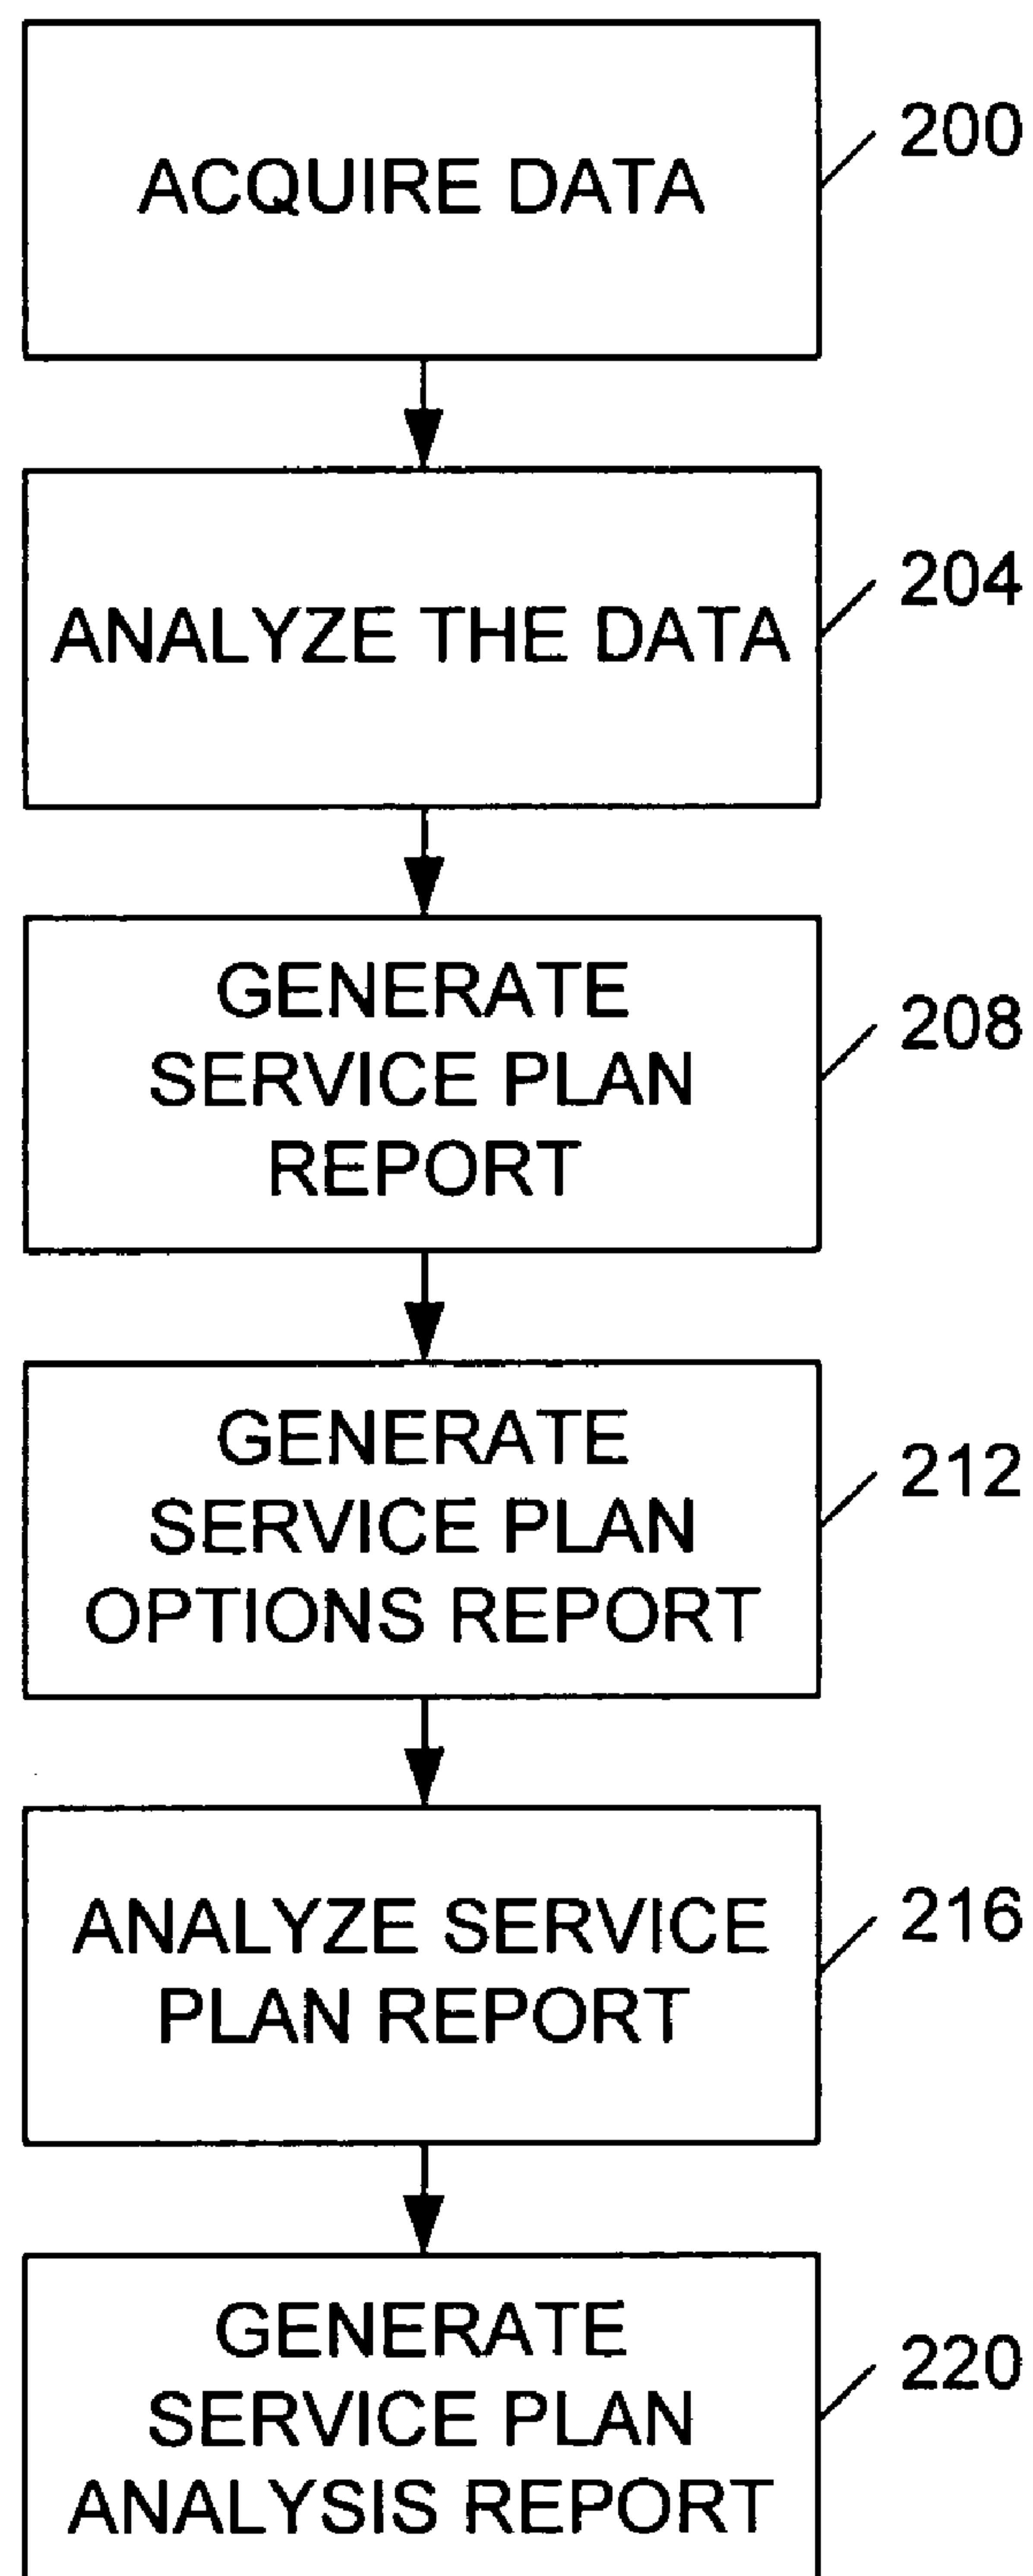 ACQUIRE DATA
200
ANALYZE THE DATA
204
GENERATE
SERVICE PLAN
REPORT
208
GENERATE
SERVICE PLAN
OPTIONS REPORT
212
ANALYZE SERVICE
PLAN REPORT
216
GENERATE
SERVICE PLAN
ANALYSIS REPORT
220